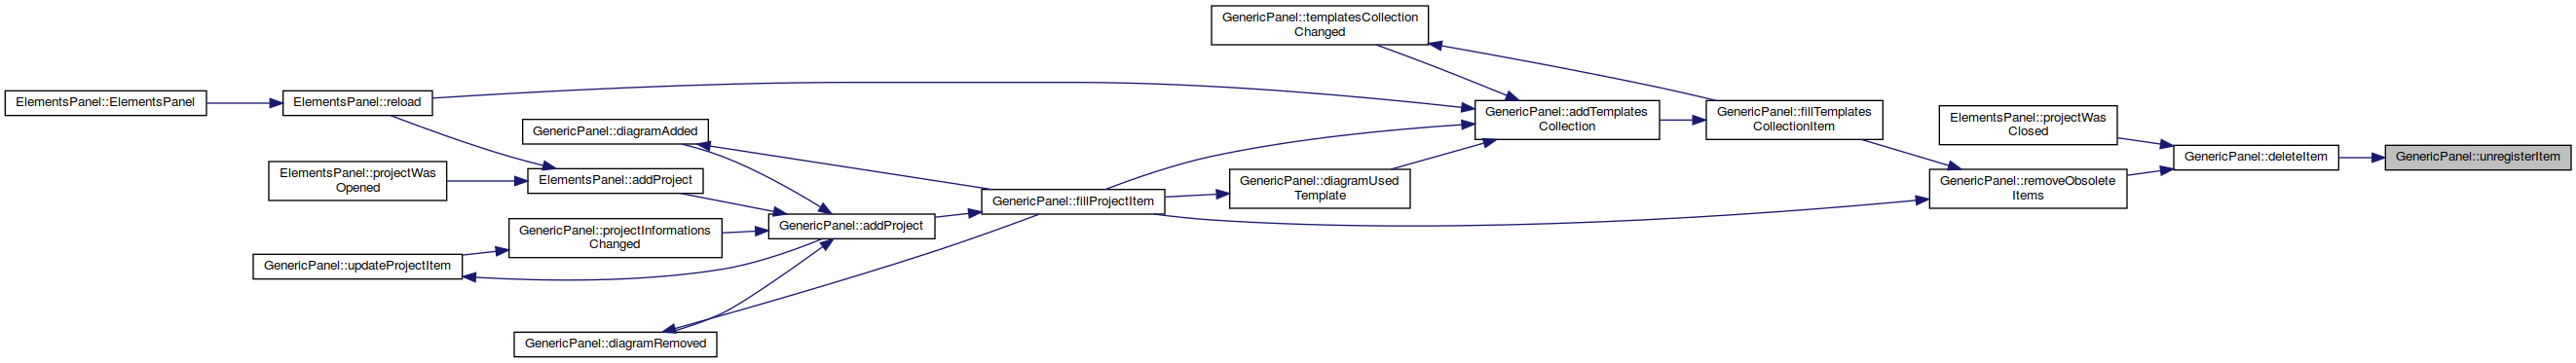 GenericPanel::templatesCollection
Changed
ElementsPanel::ElementsPanel
ElementsPanel::reload
GenericPanel::diagramAdded
ElementsPanel::projectWas
Opened
ElementsPanel::addProject
GenericPanel::projectInformations
Changed
GenericPanel::updateProjectItem
GenericPanel::diagramRemoved
GenericPanel::addProject
GenericPanel::fillProjectItem
GenericPanel::diagramUsed
Template
GenericPanel::addTemplates
Collection
GenericPanel::fillTemplates
CollectionItem
ElementsPanel::projectWas
Closed
GenericPanel::removeObsolete
Items
GenericPanel::deleteItem
GenericPanel::unregisterItem